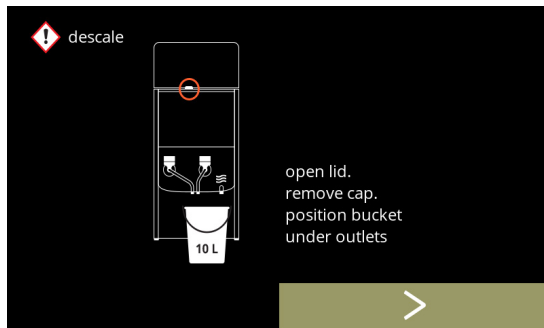 descale
open lid.
remove cap.
position bucket
under outlets
10 L